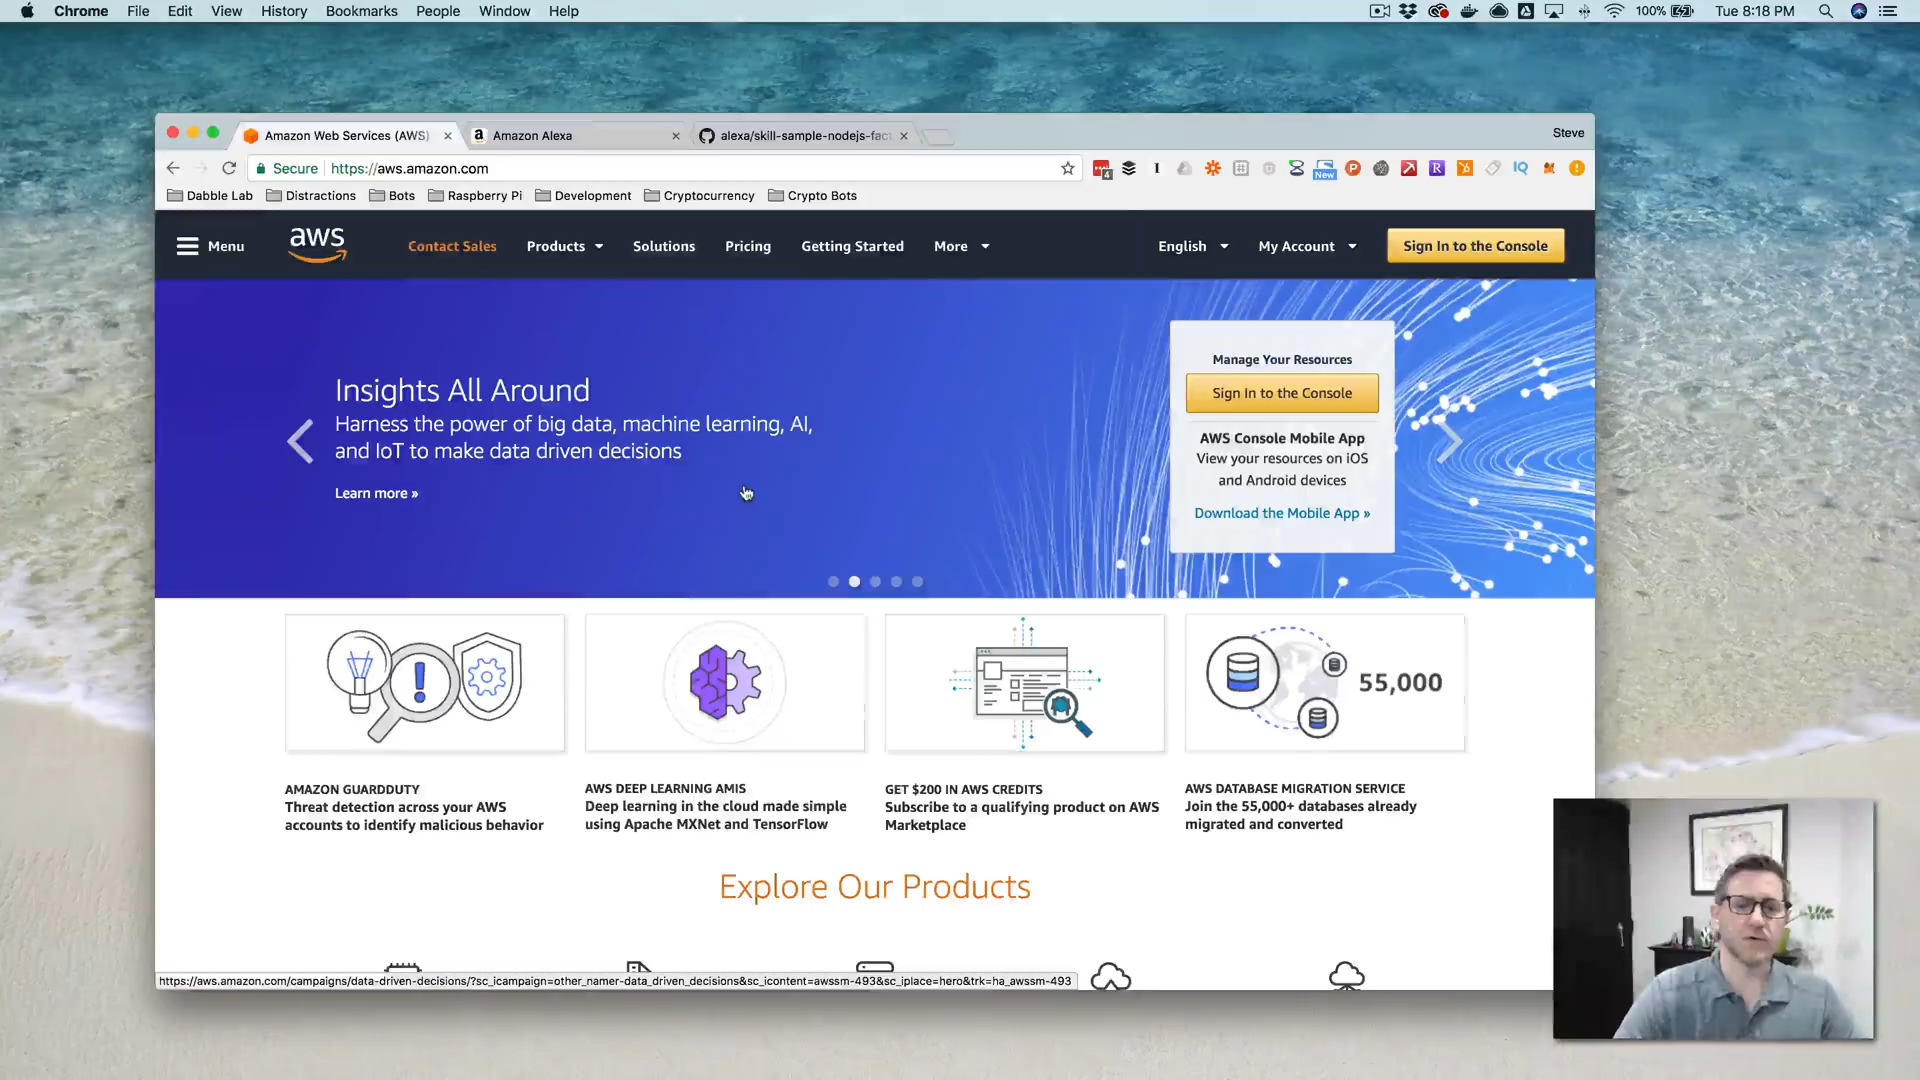 Chrome File Edit View History Bookmarks People Window Help
100% Tue 8:18 PM
Amazon Web Services (AWS)
Amazon Alexa
alexa/skill-sample-nodejs-fact
Steve
Secure https://aws.amazon.com
4
New
Dabble Lab Distractions Bots Raspberry Pi Development Cryptocurrency Crypto Bots
Menu
aws
Contact Sales Products Solutions Pricing Getting Started More
English My Account Sign In to the Console
Insights All Around
Harness the power of big data, machine learning, AI,
and IoT to make data driven decisions
Learn more »
Manage Your Resources
Sign In to the Console
AWS Console Mobile App
View your resources on iOS
and Android devices
Download the Mobile App »
55,000
AMAZON GUARDDUTY
Threat detection across your AWS
accounts to identify malicious behavior
AWS DEEP LEARNING AMIS
Deep learning in the cloud made simple
using Apache MXNet and TensorFlow
GET $200 IN AWS CREDITS
Subscribe to a qualifying product on AWS
Marketplace
AWS DATABASE MIGRATION SERVICE
Join the 55,000+ databases already
migrated and converted
Explore Our Products
https://aws.amazon.com/campaigns/data-driven-decisions/?sc_icampaign=other_namer-data_driven_decisions&sc_icontent=awssm-493&sc_iplace=hero&trk=ha_awssm-493